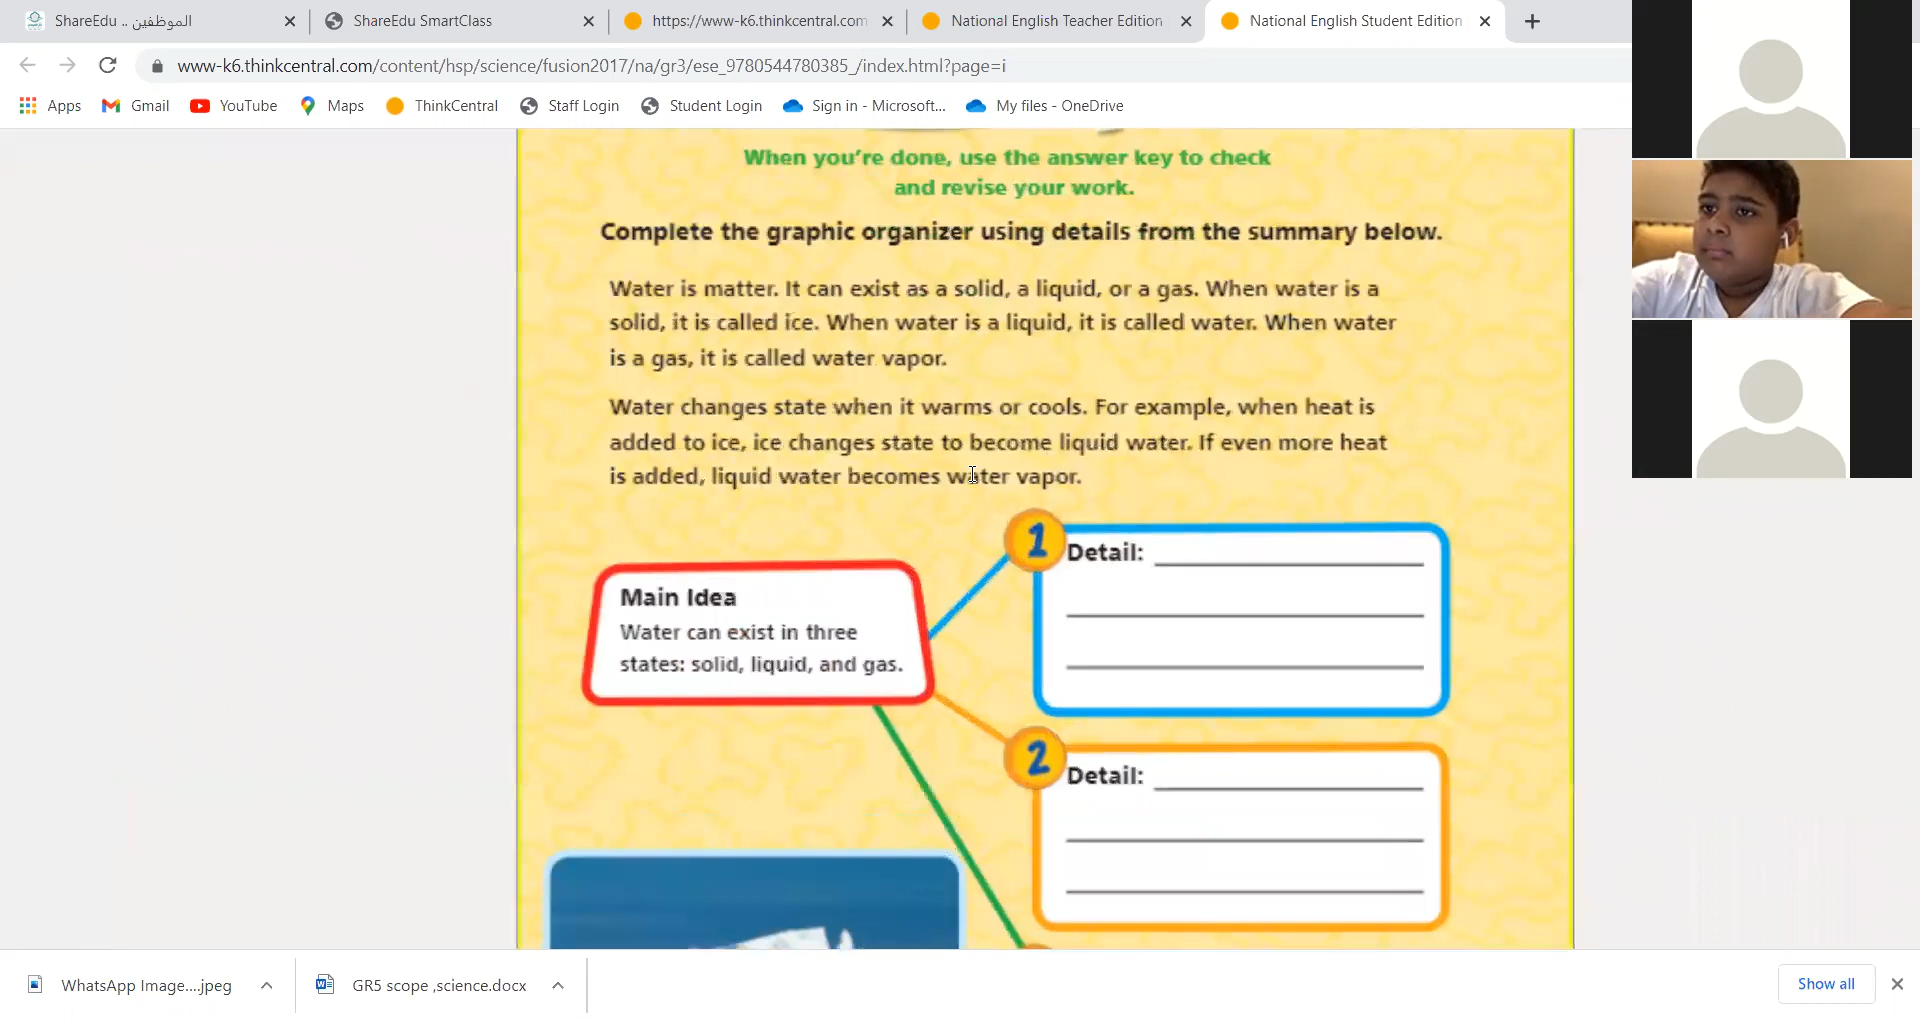 ShareEdu .. الموظفين
ShareEdu SmartClass
https://www-k6.thinkcentral.com
National English Teacher Edition
National English Student Edition
www-k6.thinkcentral.com/content/hsp/science/fusion2017/na/gr3/ese_9780544780385_/index.html?page=i
Apps
Gmail
YouTube
Maps
ThinkCentral
Staff Login
Student Login
Sign in - Microsoft...
My files - OneDrive
When you're done, use the answer key to check
and revise your work.
Complete the graphic organizer using details from the summary below.
Water is matter. It can exist as a solid, a liquid, or a gas. When water is a
solid, it is called ice. When water is a liquid, it is called water. When water
is a gas, it is called water vapor.
Water changes state when it warms or cools. For example, when heat is
added to ice, ice changes state to become liquid water. If even more heat
is added, liquid water becomes water vapor.
Main Idea
Water can exist in three
states: solid, liquid, and gas.
1
Detail:
2
Detail:
WhatsApp Image....jpeg
GR5 scope ,science.docx
Show all